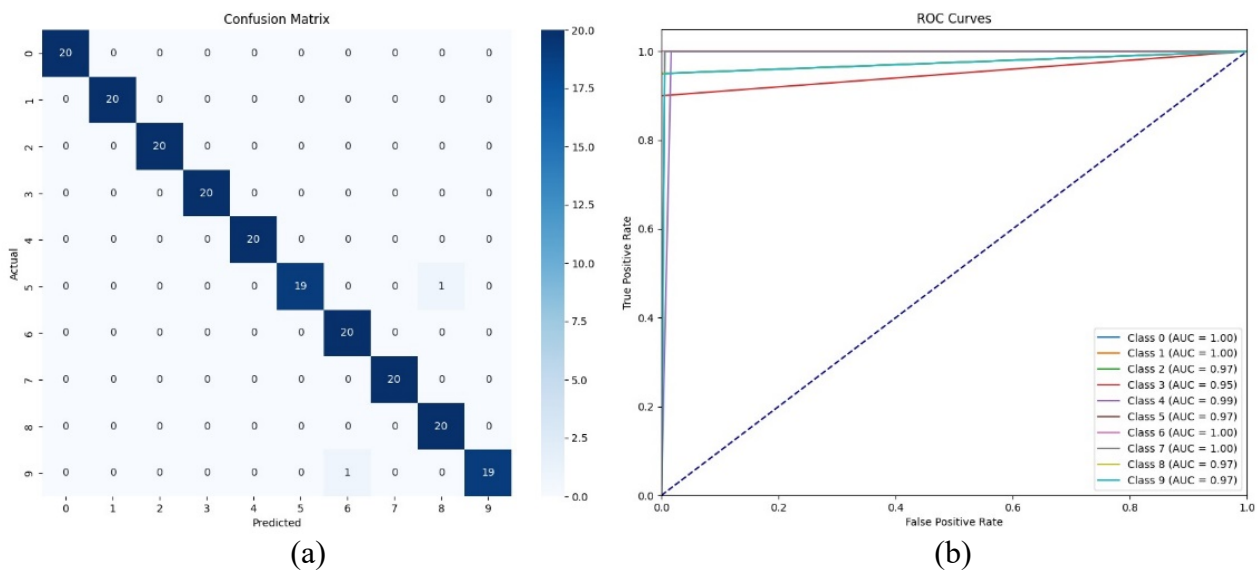 Confusion Matrix
0 20 0 0 0 0 0 0 0 0 0
1 0 20 0 0 0 0 0 0 0 0
2 0 0 20 0 0 0 0 0 0 0
3 0 0 0 20 0 0 0 0 0 0
4 0 0 0 0 20 0 0 0 0 0
5 0 0 0 0 0 19 0 0 1 0
6 0 0 0 0 0 0 20 0 0 0
7 0 0 0 0 0 0 0 20 0 0
8 0 0 0 0 0 0 0 0 20 0
9 0 0 0 0 0 0 1 0 0 19
0 1 2 3 4 5 6 7 8 9
Actual
Predicted
20.0
17.5
15.0
12.5
10.0
7.5
5.0
2.5
0.0
(a)
ROC Curves
1.0
0.8
0.6
0.4
0.2
0.0
True Positive Rate
Class 0 (AUC = 1.00)
Class 1 (AUC = 1.00)
Class 2 (AUC = 0.97)
Class 3 (AUC = 0.95)
Class 4 (AUC = 0.99)
Class 5 (AUC = 0.97)
Class 6 (AUC = 1.00)
Class 7 (AUC = 1.00)
Class 8 (AUC = 0.97)
Class 9 (AUC = 0.97)
0.0 0.2 0.4 0.6 0.8 1.0
False Positive Rate
(b)